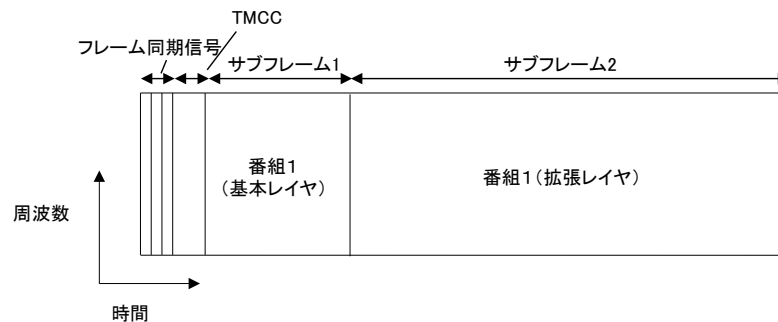 TMCC
フレーム同期信号
サブフレーム1
サブフレーム2
番組1
（基本レイヤ）
番組1（拡張レイヤ）
周波数
時間